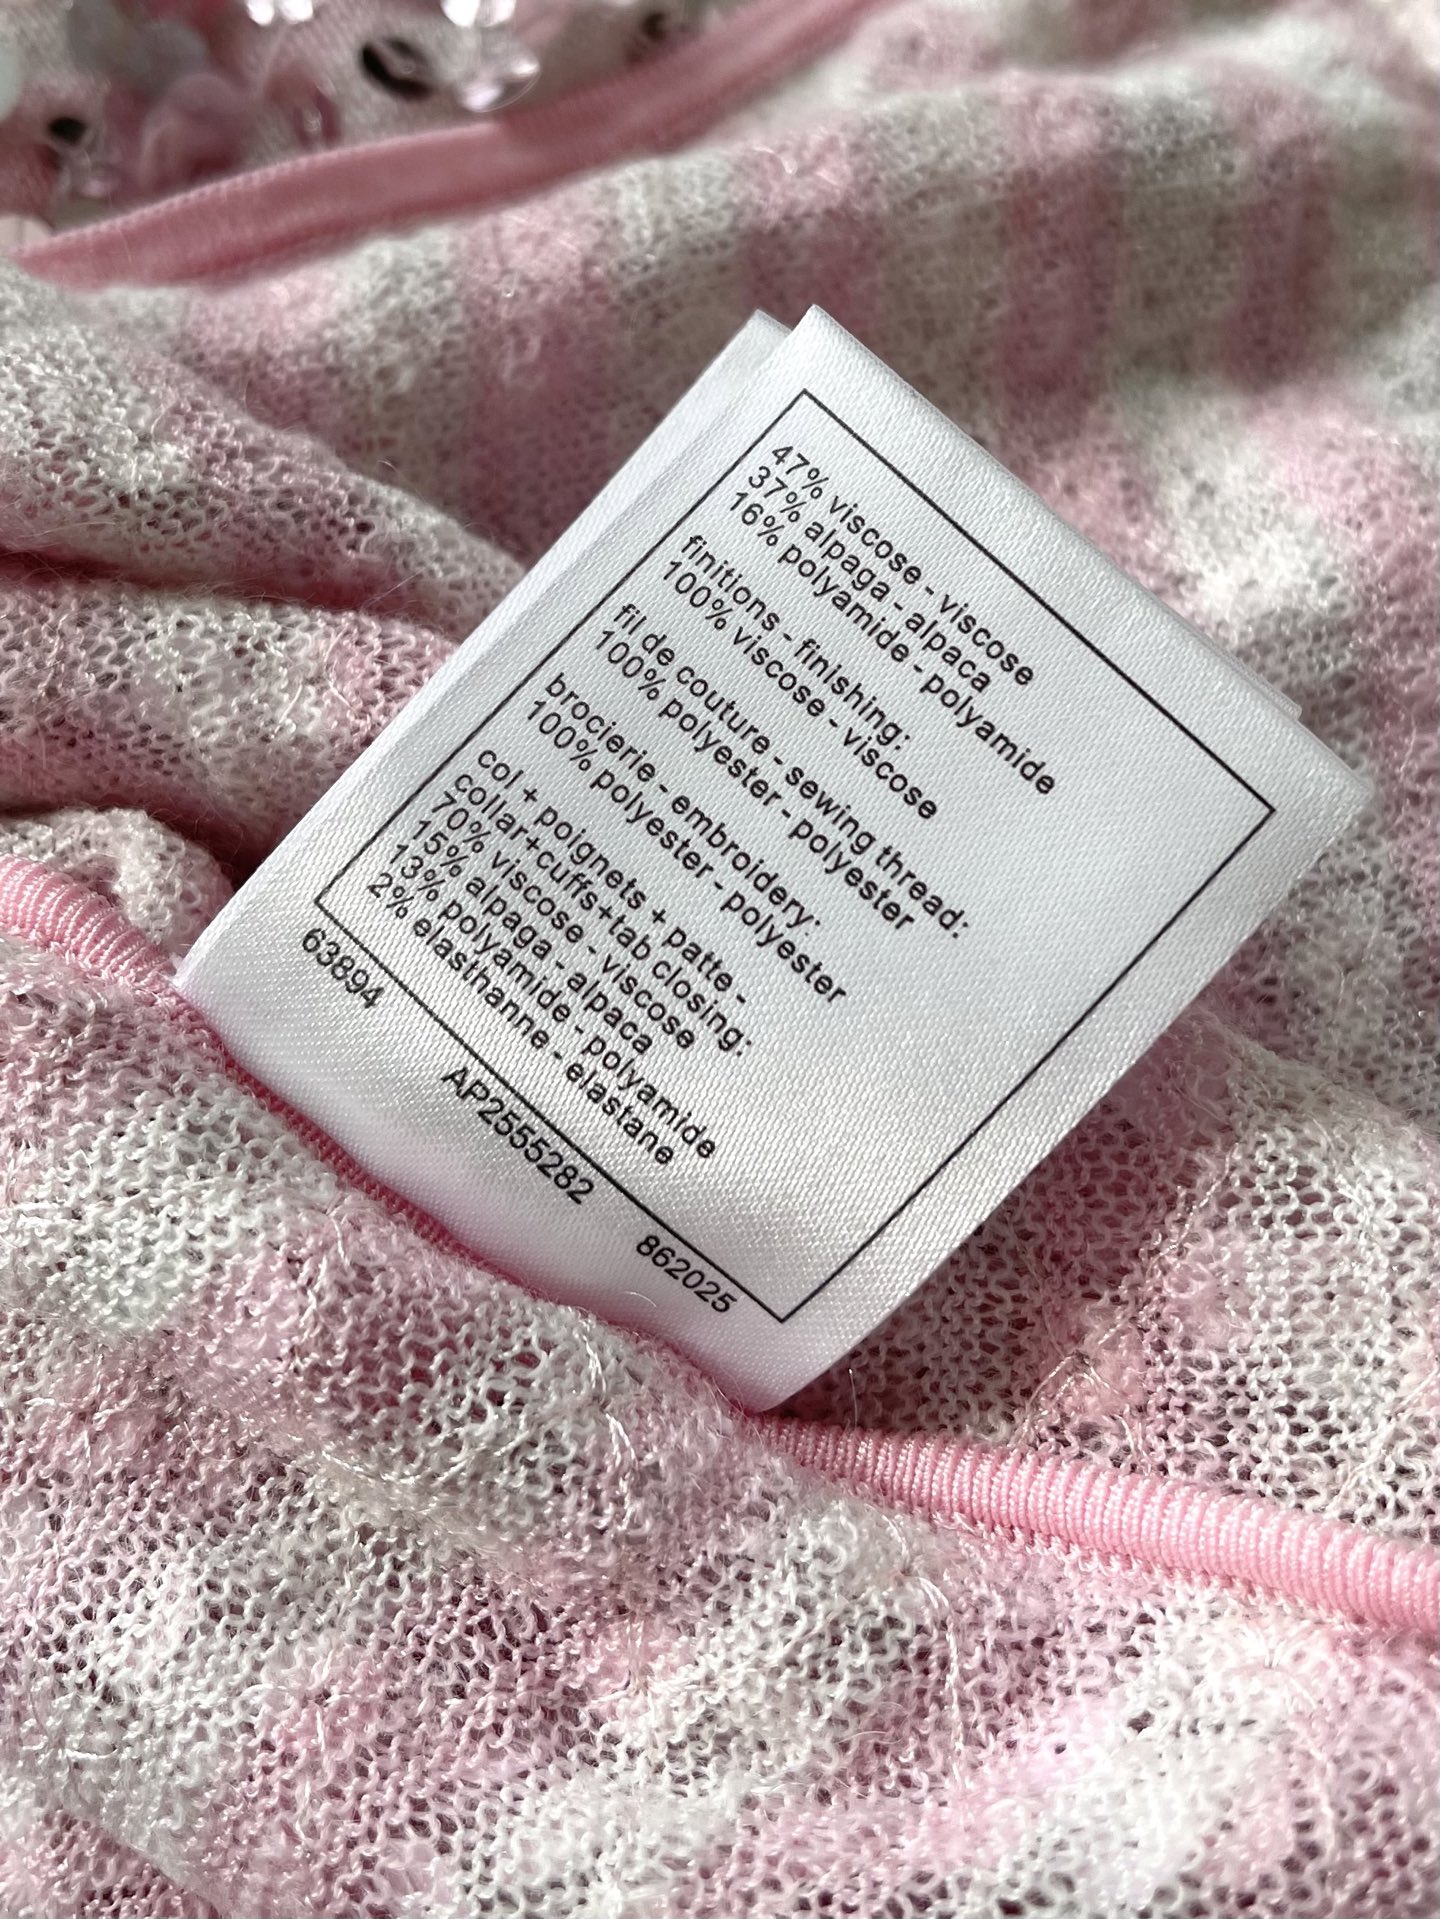 47% viscose - viscose
37% alpaga - alpaca
16% polyamide - polyamide
finitions - finishing:
100% viscose - viscose
fil de couture - sewing thread:
100% polyester - polyester
brocierie - embroidery:
100% polyester - polyester
col + poignets + patte -
collar+cuffs+tab closing:
70% viscose - viscose
15% alpaga - alpaca
13% polyamide - polyamide
2% elasthanne - elastane
63894 AP2555282 862025